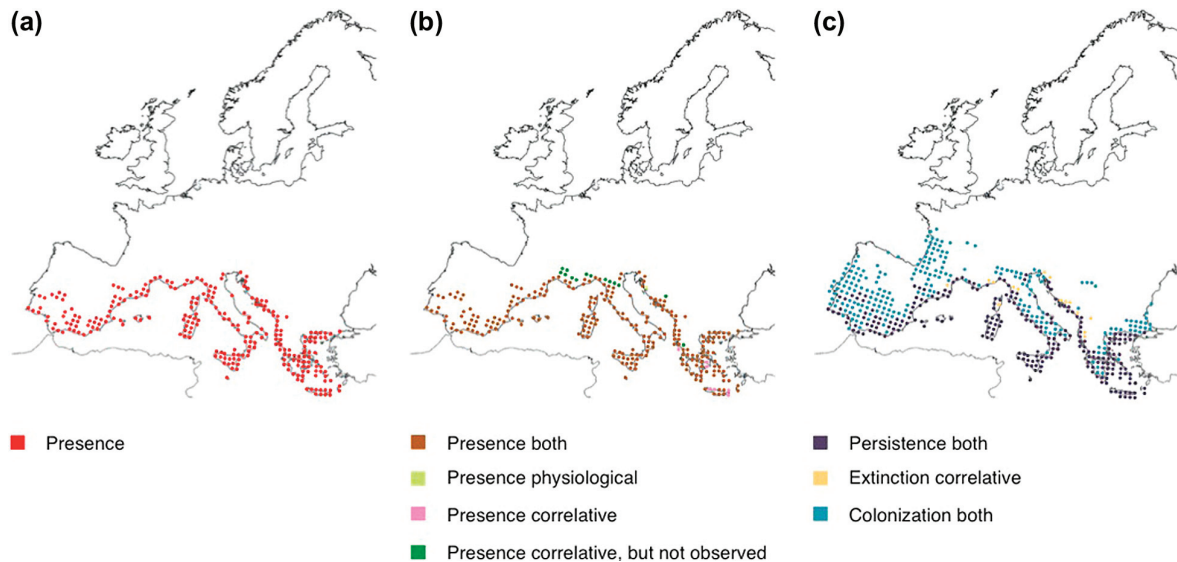 (a)
(b)
(c)
Presence
Presence both
Presence physiological
Presence correlative
Presence correlative, but not observed
Persistence both
Extinction correlative
Colonization both